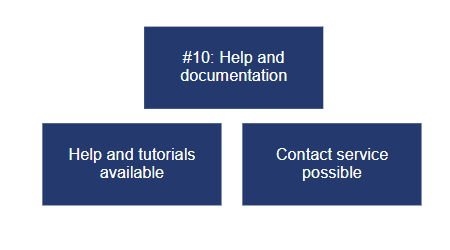 #10: Help and
documentation
Help and tutorials
available
Contact service
possible